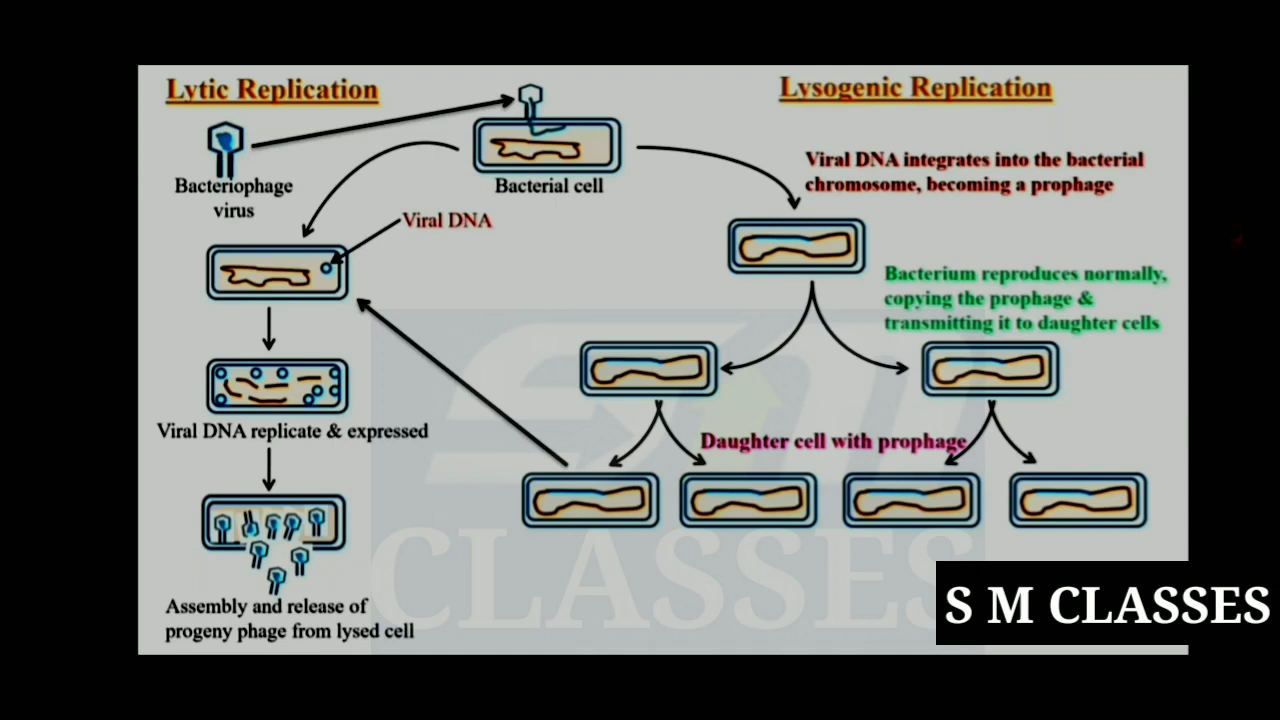 Lytic Replication
Lysogenic Replication
Bacteriophage
virus
Bacterial cell
Viral DNA integrates into the bacterial
chromosome, becoming a prophage
Viral DNA
Bacterium reproduces normally,
copying the prophage &
transmitting it to daughter cells
Viral DNA replicate & expressed
Daughter cell with prophage
Assembly and release of
progeny phage from lysed cell
SM
CLASSES
S M CLASSES